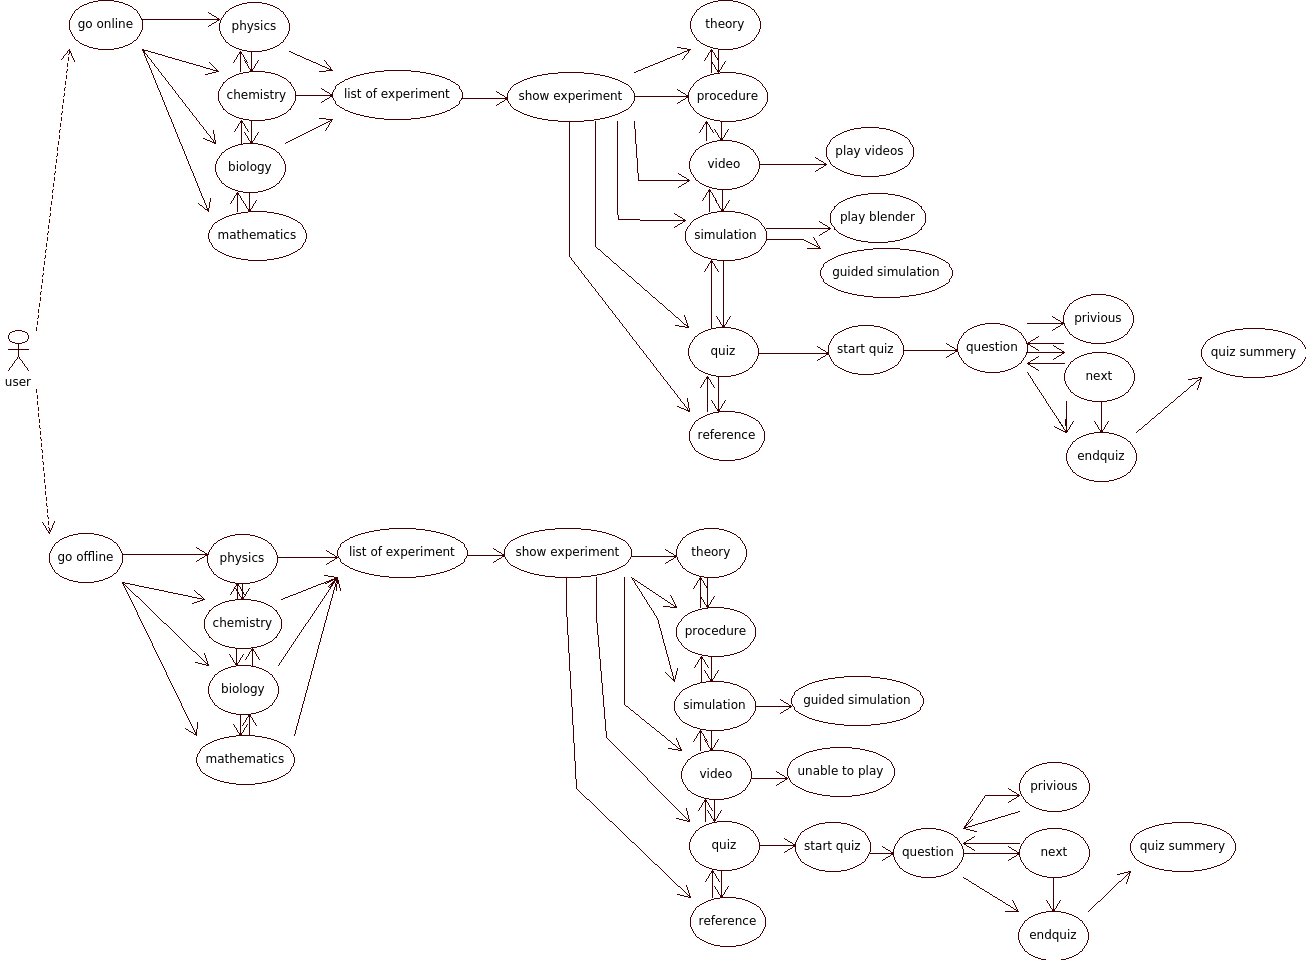 go online
physics
chemistry
biology
mathematics
list of experiment
show experiment
theory
procedure
video
play videos
simulation
play blender
guided simulation
quiz
start quiz
question
privious
next
endquiz
quiz summery
reference
user
go offline
physics
chemistry
biology
mathematics
list of experiment
show experiment
theory
procedure
simulation
guided simulation
video
unable to play
quiz
start quiz
question
privious
next
endquiz
quiz summery
reference